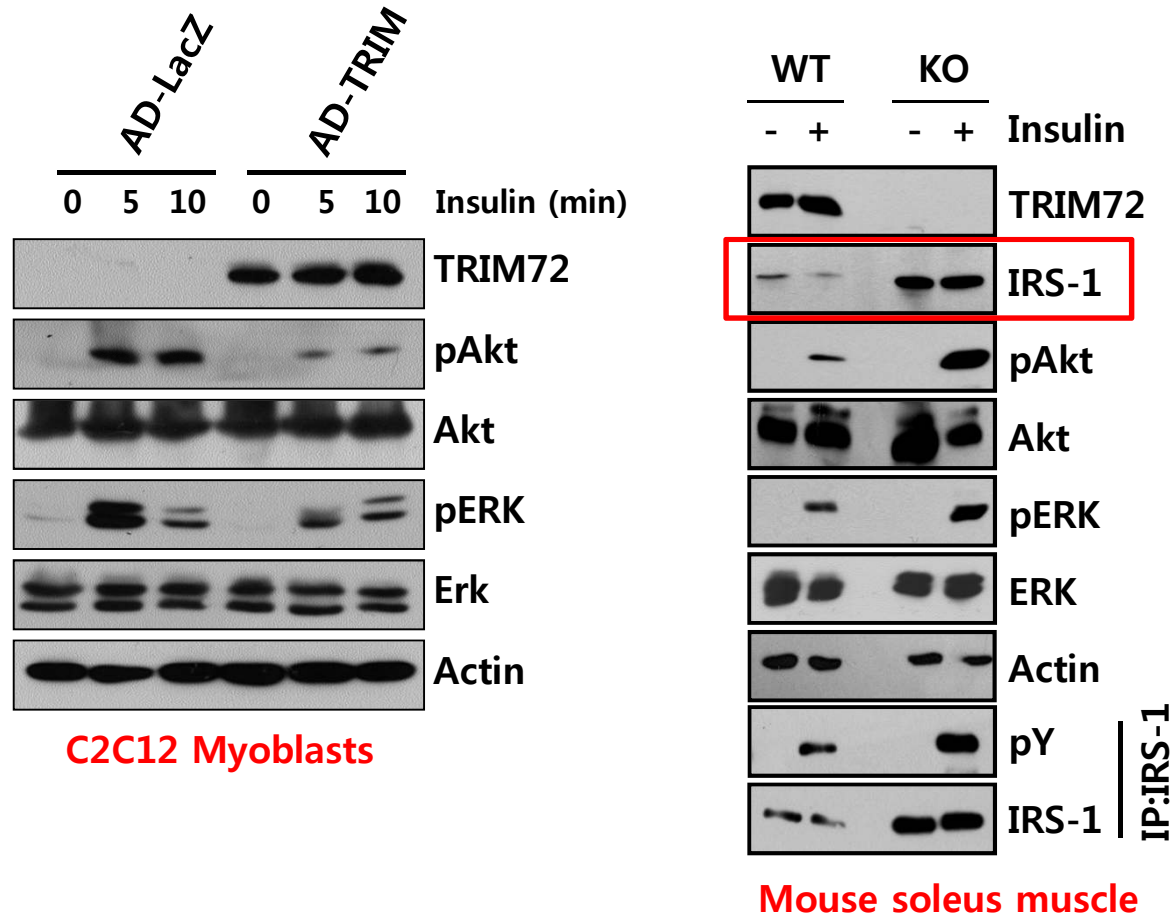 AD-LacZ
AD-TRIM
0 5 10 0 5 10 Insulin (min)
TRIM72
pAkt
Akt
pERK
Erk
Actin
C2C12 Myoblasts
WT KO
- + - + Insulin
TRIM72
IRS-1
pAkt
Akt
pERK
ERK
Actin
pY
IRS-1
IP:IRS-1
Mouse soleus muscle